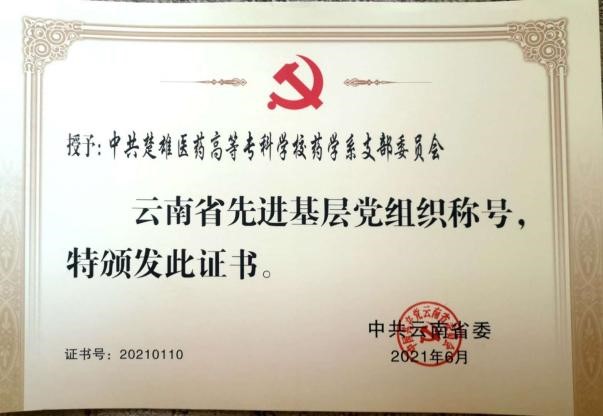 授予：中共楚雄医药高等专科学校药学系支部委员会
云南省先进基层党组织称号，
特颁发此证书。
中共云南省委
2021年6月
证书号：20210110